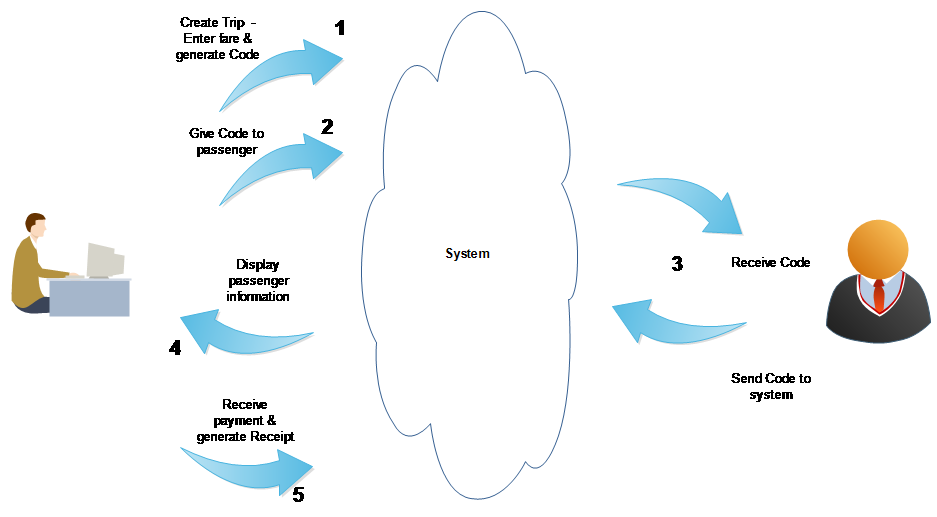 Create Trip -
Enter fare &
generate Code
1
Give Code to
passenger
2
System
3
Receive Code
Display
passenger
information
4
Send Code to
system
Receive
payment &
generate Receipt
5